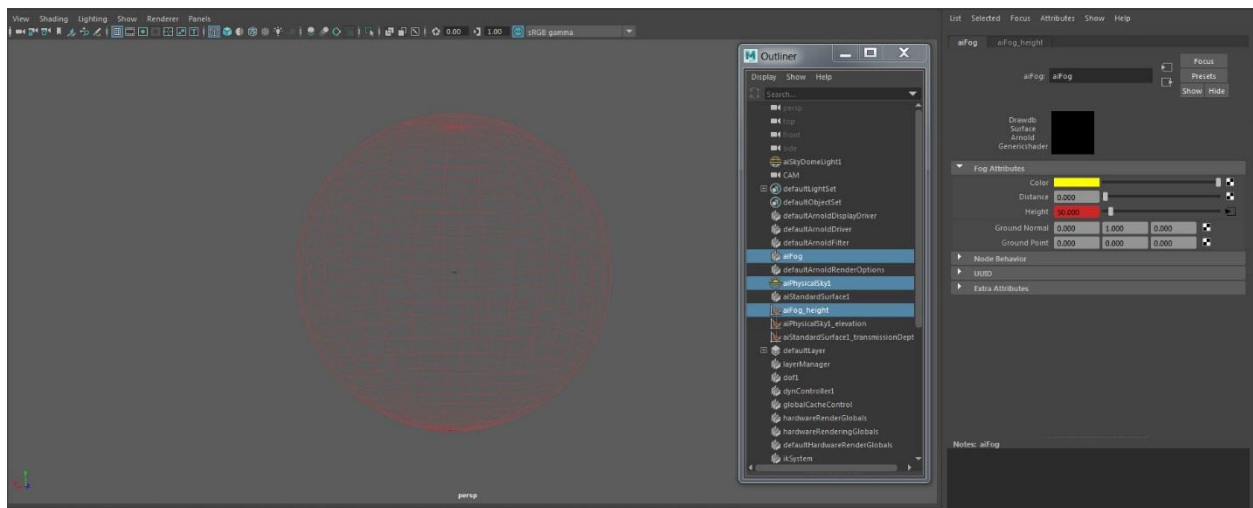 View Shading Lighting Show Renderer Panels
0.00 1.00 sRGB gamma
persp
Outliner
Display Show Help
Search...
persp
top
front
side
aiSkyDomeLight1
CAM
defaultLightSet
defaultObjectSet
defaultArnoldDisplayDriver
defaultArnoldDriver
defaultArnoldFilter
aiFog
defaultArnoldRenderOptions
aiPhysicalSky1
aiStandardSurface1
aiFog_height
aiPhysicalSky1_elevation
aiStandardSurface1_transmissionDept
defaultLayer
layerManager
dof1
dynController1
globalCacheControl
hardwareRenderGlobals
hardwareRenderingGlobals
defaultHardwareRenderGlobals
ikSystem
List Selected Focus Attributes Show Help
aiFog aiFog_height
aiFog: aiFog
Focus
Presets
Show Hide
Drawdb
Surface
Arnold
Genericshader
Fog Attributes
Color
Distance 0.000
Height 50.000
Ground Normal 0.000 1.000 0.000
Ground Point 0.000 0.000 0.000
Node Behavior
UUID
Extra Attributes
Notes: aiFog